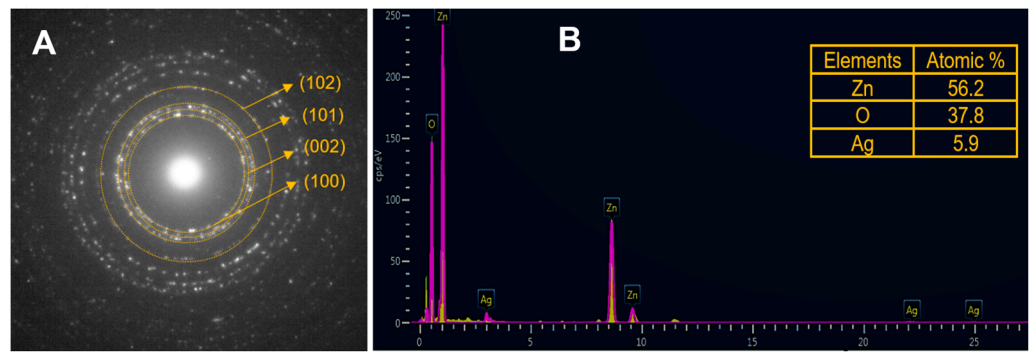 A
(102)
(101)
(002)
(100)
B
cps/eV
250
200
150
100
50
0
Zn
O
Ag
Zn
Zn
Ag
Ag
0
5
10
15
20
25
Elements Atomic %
Zn 56.2
O 37.8
Ag 5.9